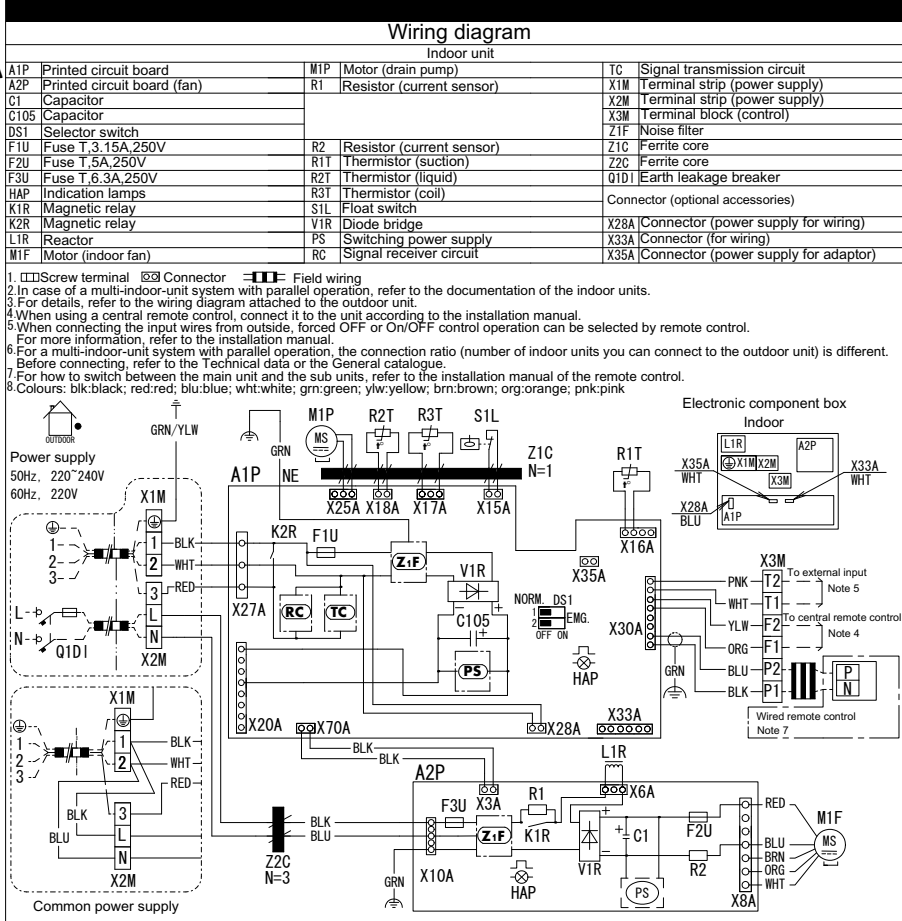 Wiring diagram
Indoor unit
A1P Printed circuit board M1P Motor (drain pump) TC Signal transmission circuit
A2P Printed circuit board (fan) R1 Resistor (current sensor) X1M Terminal strip (power supply)
C1 Capacitor X2M Terminal strip (power supply)
C105 Capacitor X3M Terminal block (control)
DS1 Selector switch Z1F Noise filter
F1U Fuse T,3.15A,250V R2 Resistor (current sensor) Z1C Ferrite core
F2U Fuse T,5A,250V R1T Thermistor (suction) Z2C Ferrite core
F3U Fuse T,6.3A,250V R2T Thermistor (liquid) Q1DI Earth leakage breaker
HAP Indication lamps R3T Thermistor (coil) Connector (optional accessories)
K1R Magnetic relay S1L Float switch
K2R Magnetic relay V1R Diode bridge X28A Connector (power supply for wiring)
L1R Reactor PS Switching power supply X33A Connector (for wiring)
M1F Motor (indoor fan) RC Signal receiver circuit X35A Connector (power supply for adaptor)
1. Screw terminal Connector Field wiring
2.In case of a multi-indoor-unit system with parallel operation, refer to the documentation of the indoor units.
3.For details, refer to the wiring diagram attached to the outdoor unit.
4.When using a central remote control, connect it to the unit according to the installation manual.
5.When connecting the input wires from outside, forced OFF or On/OFF control operation can be selected by remote control.
For more information, refer to the installation manual.
6.For a multi-indoor-unit system with parallel operation, the connection ratio (number of indoor units you can connect to the outdoor unit) is different.
Before connecting, refer to the Technical data or the General catalogue.
7.For how to switch between the main unit and the sub units, refer to the installation manual of the remote control.
8.Colours: blk:black; red:red; blu:blue; wht:white; grn:green; ylw:yellow; brn:brown; org:orange; pnk:pink
OUTDOOR
Power supply
50Hz, 220~240V
60Hz, 220V
GRN/YLW
X1M
1
2
3
1
2
3
L
N
L
N
Q1DI
X2M
BLK
WHT
RED
GRN
A1P
NE
M1P
MS
R2T
t°
R3T
t°
S1L
Z1C
N=1
X25A X18A X17A X15A
R1T
t°
X16A
X27A
K2R
F1U
Z1F
V1R
RC
TC
C105
PS
X35A
NORM. DS1
1
2
EMG.
OFF ON
HAP
X30A
X20A
X70A
X28A
X33A
Electronic component box
Indoor
L1R
X1M X2M
A2P
X3M
A1P
X35A
WHT
X33A
WHT
X28A
BLU
X3M
PNK T2 To external input
WHT T1 Note 5
YLW F2 To central remote control
ORG F1 Note 4
BLU P2
BLK P1
P
N
GRN
Wired remote control
Note 7
X1M
1
2
3
1
2
3
L
N
X2M
BLK
WHT
RED
BLK
BLU
Common power supply
BLK
BLK
BLK
BLU
Z2C
N=3
GRN
A2P
X3A
L1R
X6A
F3U
R1
K1R
Z1F
X10A
HAP
V1R
C1
PS
F2U
R2
X8A
RED
BLU
BRN
ORG
WHT
M1F
MS